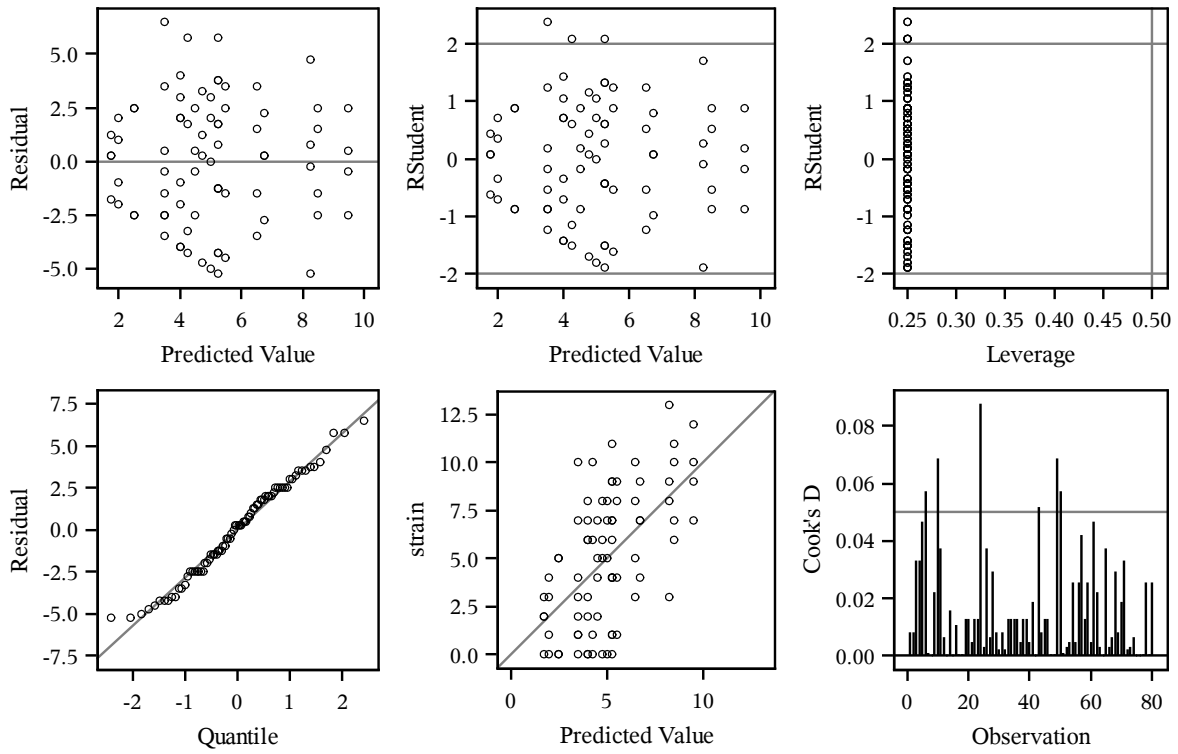 5.0
2.5
0.0
-2.5
-5.0
Residual
2 4 6 8 10
Predicted Value
2
1
0
-1
-2
RStudent
2 4 6 8 10
Predicted Value
2
1
0
-1
-2
RStudent
0.25 0.30 0.35 0.40 0.45 0.50
Leverage
7.5
5.0
2.5
0.0
-2.5
-5.0
-7.5
Residual
-2 -1 0 1 2
Quantile
12.5
10.0
7.5
5.0
2.5
0.0
strain
0 5 10
Predicted Value
0.08
0.06
0.04
0.02
0.00
Cook's D
0 20 40 60 80
Observation